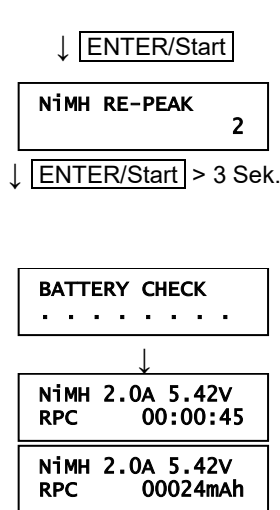 ↓ ENTER/Start
NiMH RE-PEAK
2
↓ ENTER/Start > 3 Sek.
BATTERY CHECK
. . . . . . . .
↓
NiMH 2.0A 5.42V
RPC 00:00:45
NiMH 2.0A 5.42V
RPC 00024mAh